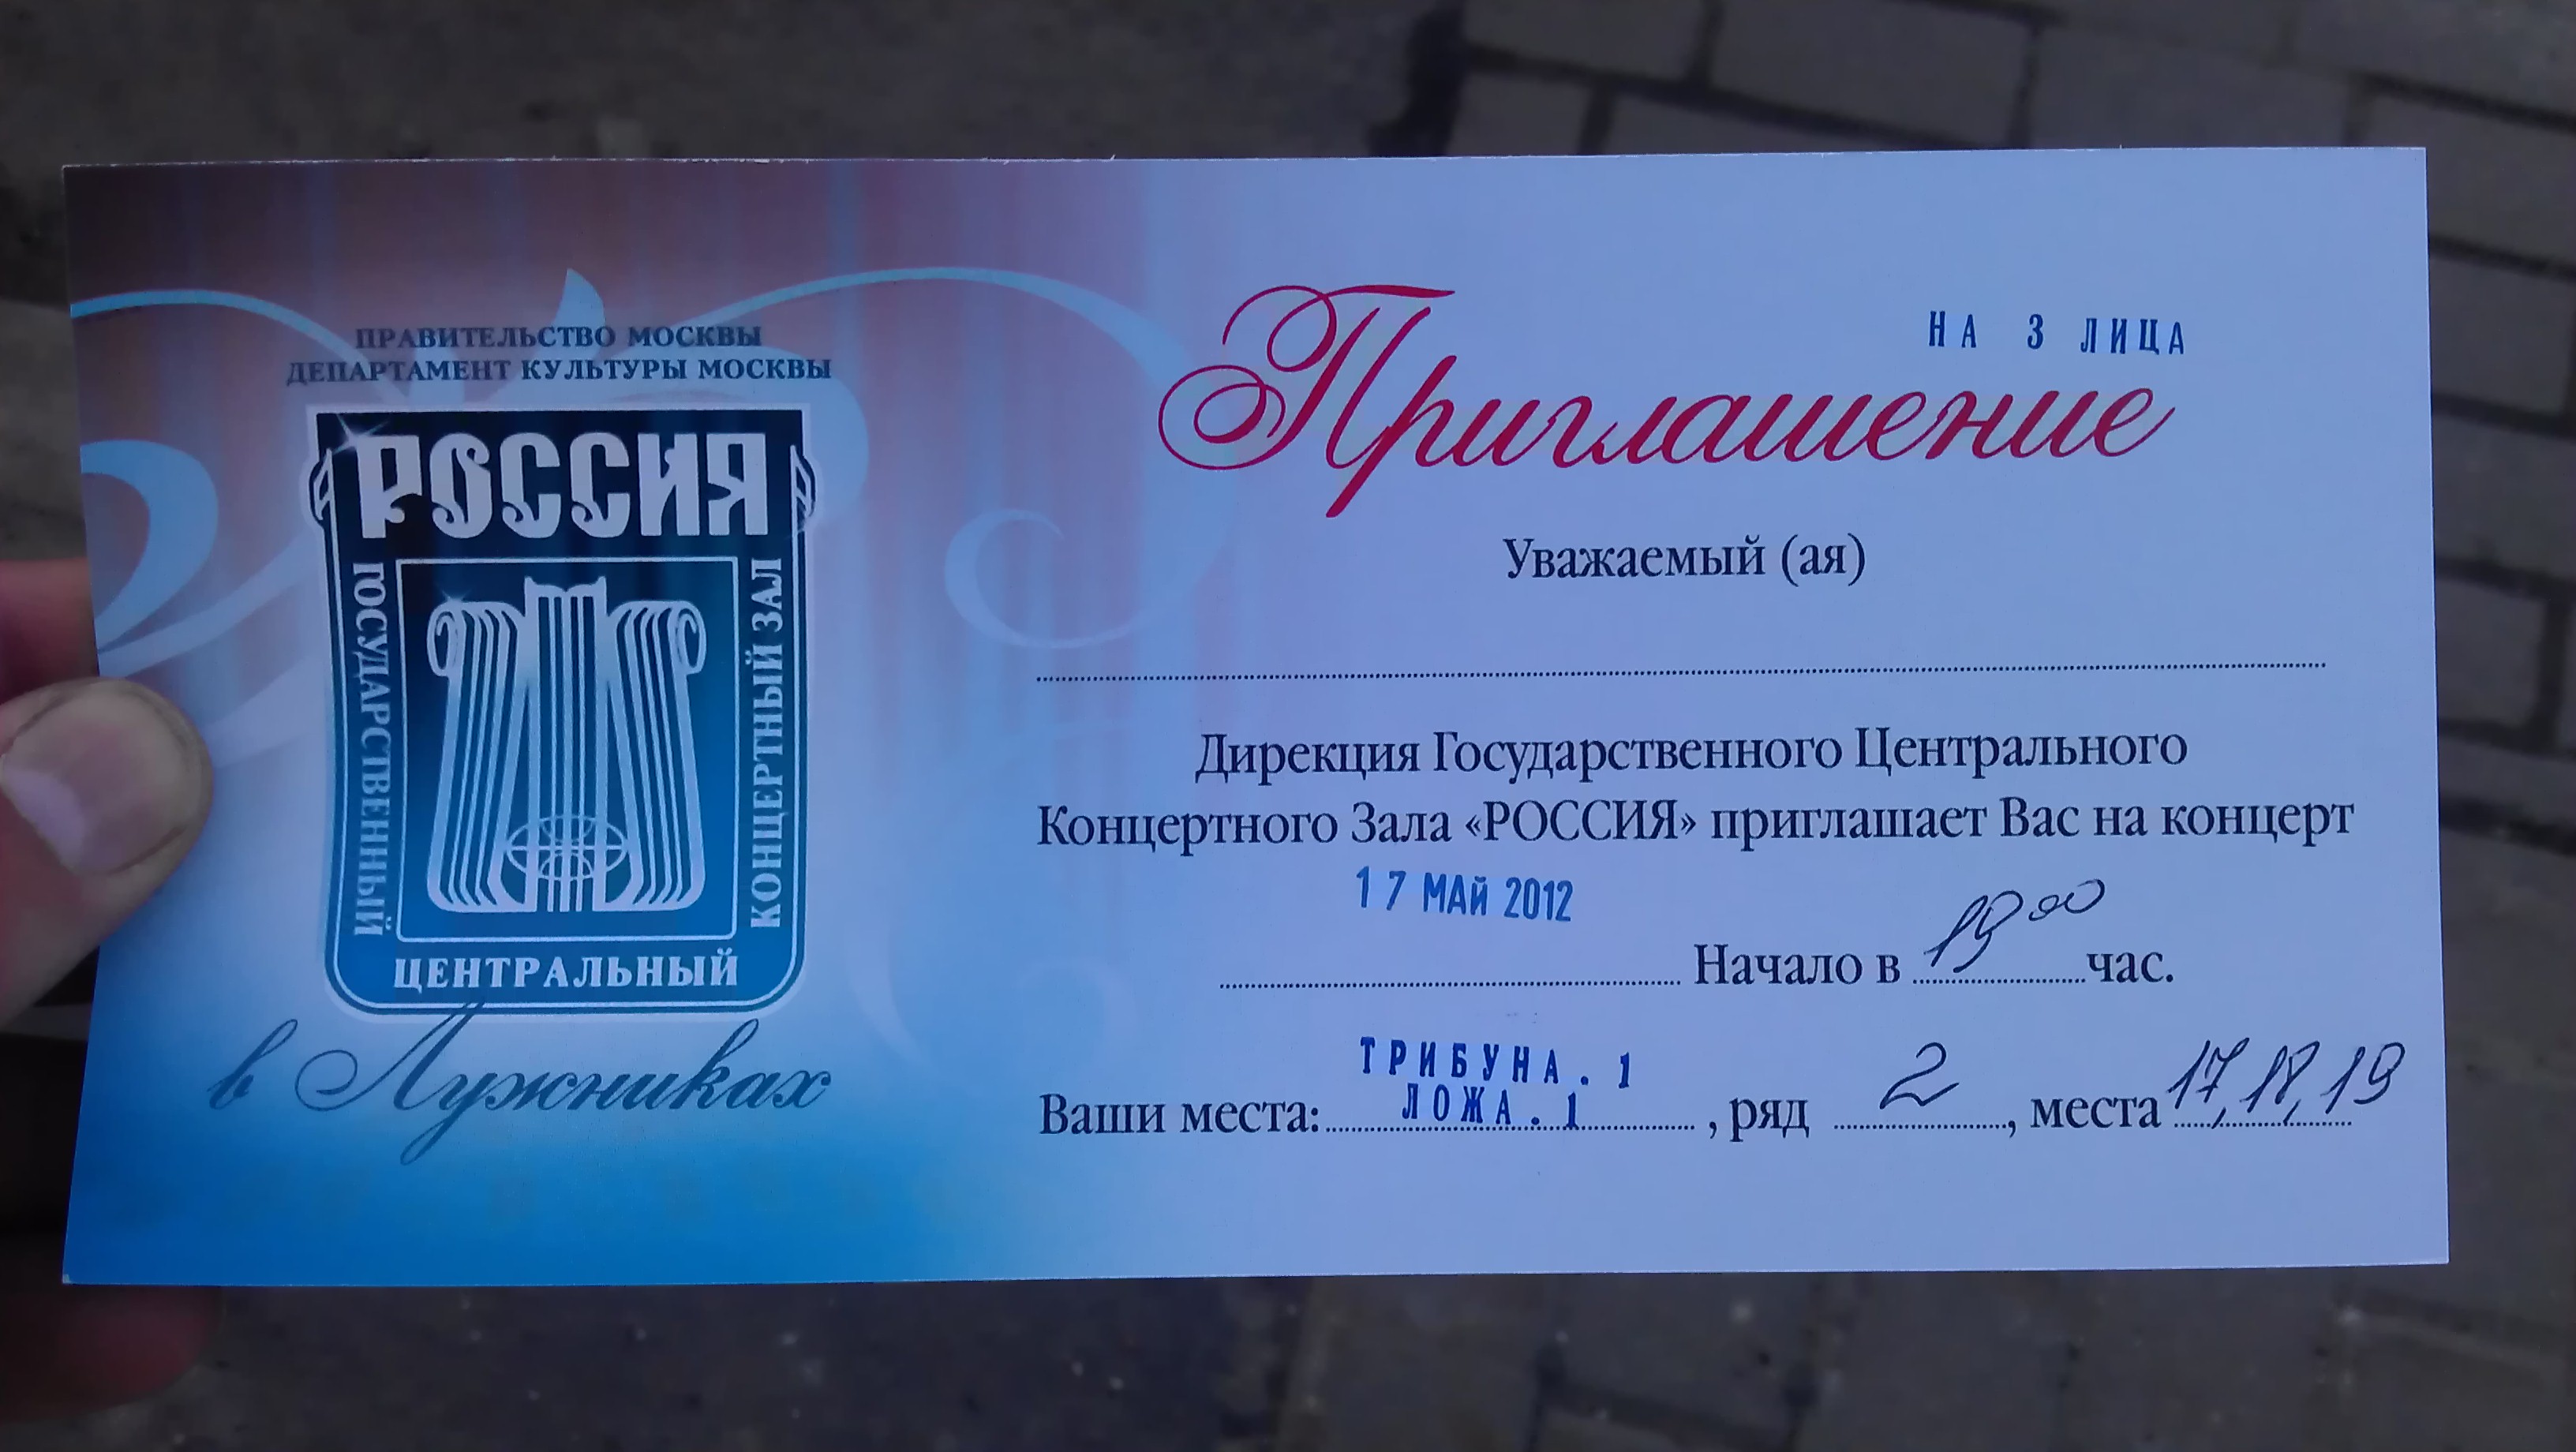 ПРАВИТЕЛЬСТВО МОСКВЫ
ДЕПАРТАМЕНТ КУЛЬТУРЫ МОСКВЫ
РОССИЯ
ГОСУДАРСТВЕННЫЙ
ЦЕНТРАЛЬНЫЙ
КОНЦЕРТНЫЙ ЗАЛ
в Лужниках
НА 3 ЛИЦА
Приглашение
Уважаемый (ая)
Дирекция Государственного Центрального
Концертного Зала «РОССИЯ» приглашает Вас на концерт
17 МАЙ 2012
Начало в 19 00 час.
ТРИБУНА. 1
Ваши места: ЛОЖА. 1, ряд 2, места 17, 18, 19